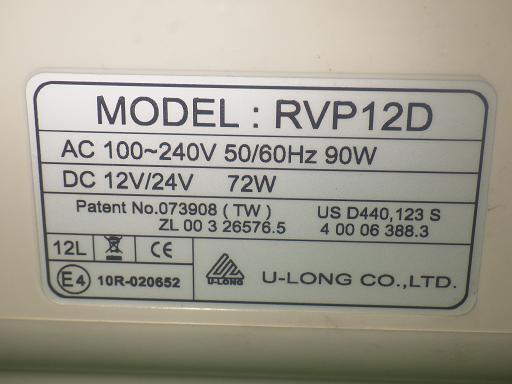 MODEL : RVP12D
AC 100~240V 50/60Hz 90W
DC 12V/24V 72W
Patent No.073908 ( TW ) US D440,123 S
ZL 00 3 26576.5 4 00 06 388.3
12L CE
E4 10R-020652
U-LONG U-LONG CO.,LTD.